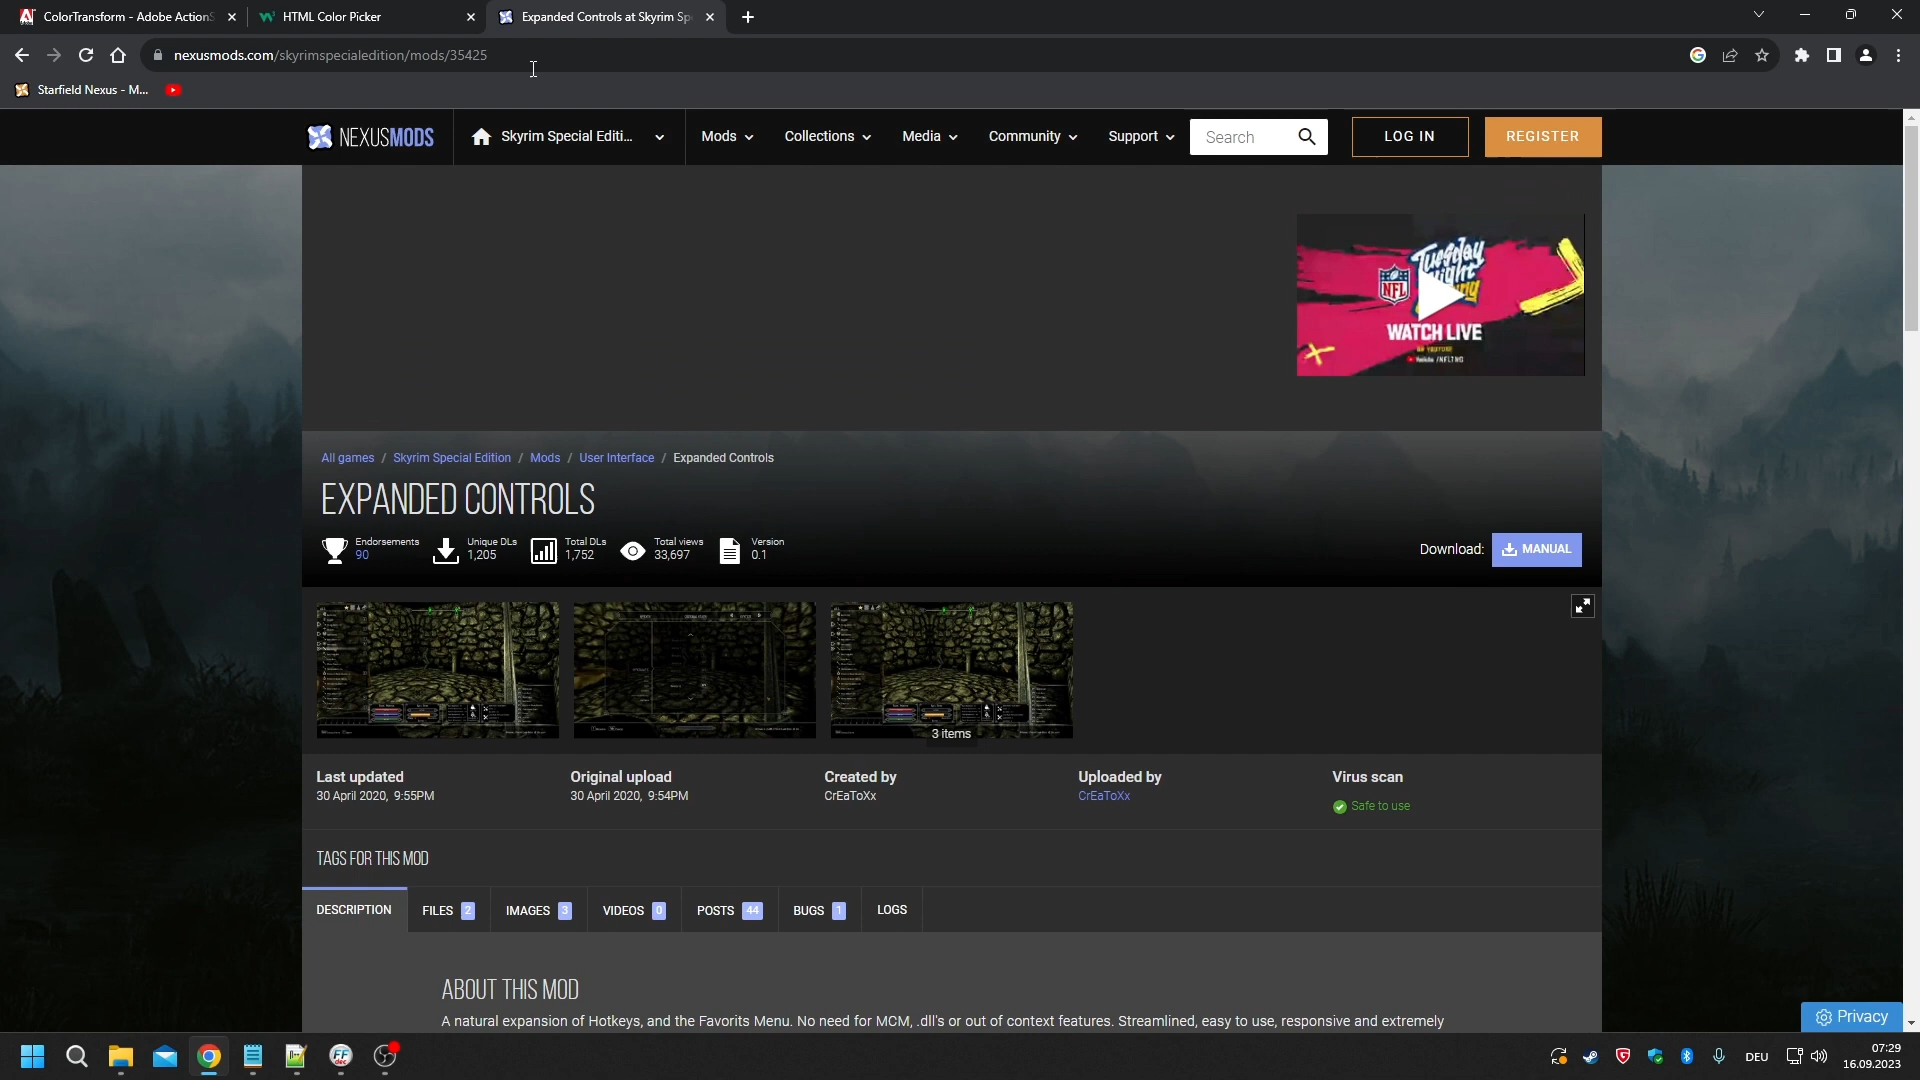 ColorTransform - Adobe ActionS
HTML Color Picker
Expanded Controls at Skyrim Sp
nexusmods.com/skyrimspecialedition/mods/35425
Starfield Nexus - M...
NEXUSMODS
Skyrim Special Editi...
Mods
Collections
Media
Community
Support
Search
LOG IN
REGISTER
NFL
Tuesday
WATCH LIVE
All games / Skyrim Special Edition / Mods / User Interface / Expanded Controls
EXPANDED CONTROLS
Endorsements
90
Unique DLs
1,205
Total DLs
1,752
Total views
33,697
Version
0.1
Download:
MANUAL
3 items
Last updated
30 April 2020, 9:55PM
Original upload
30 April 2020, 9:54PM
Created by
CrEaToXx
Uploaded by
CrEaToXx
Virus scan
Safe to use
TAGS FOR THIS MOD
DESCRIPTION
FILES 2
IMAGES 3
VIDEOS 0
POSTS 44
BUGS 1
LOGS
ABOUT THIS MOD
A natural expansion of Hotkeys, and the Favorits Menu. No need for MCM, .dll's or out of context features. Streamlined, easy to use, responsive and extremely
Privacy
FF
dec
DEU
07:29
16.09.2023